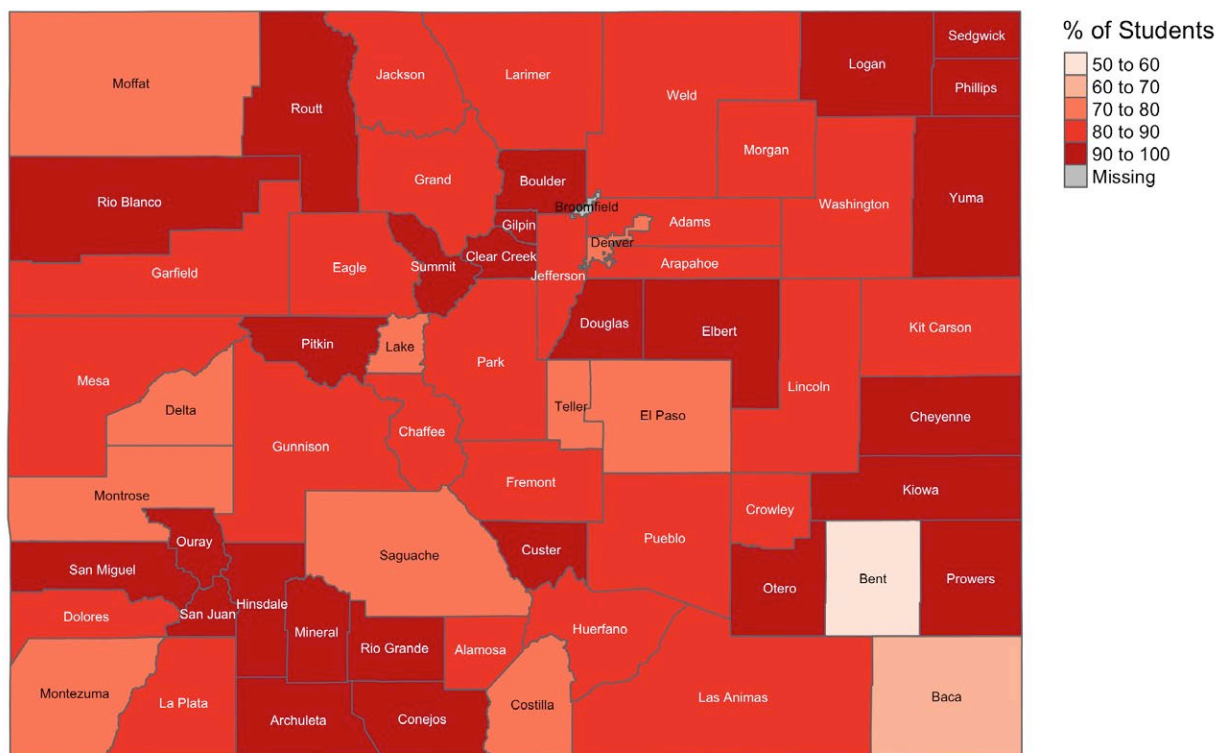 % of Students
50 to 60
60 to 70
70 to 80
80 to 90
90 to 100
Missing
Moffat
Routt
Jackson
Larimer
Weld
Logan
Sedgwick
Phillips
Rio Blanco
Grand
Boulder
Morgan
Washington
Yuma
Broomfield
Gilpin
Adams
Denver
Garfield
Eagle
Summit
Clear Creek
Jefferson
Arapahoe
Mesa
Pitkin
Lake
Park
Douglas
Elbert
Lincoln
Kit Carson
Delta
Gunnison
Chaffee
Teller
El Paso
Cheyenne
Montrose
Fremont
Kiowa
Crowley
Ouray
Saguache
Custer
Pueblo
Otero
Bent
Prowers
San Miguel
Dolores
San Juan
Hinsdale
Mineral
Rio Grande
Alamosa
Huerfano
Montezuma
La Plata
Archuleta
Conejos
Costilla
Las Animas
Baca